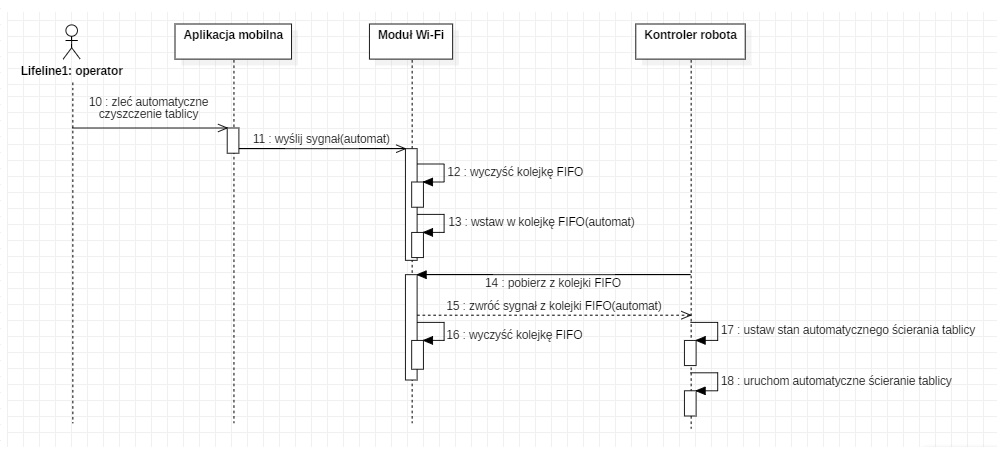 Aplikacja mobilna
Moduł Wi-Fi
Kontroler robota
Lifeline1: operator
10 : zleć automatyczne
czyszczenie tablicy
11 : wyślij sygnał(automat)
12 : wyczyść kolejkę FIFO
13 : wstaw w kolejkę FIFO(automat)
14 : pobierz z kolejki FIFO
15 : zwróć sygnał z kolejki FIFO(automat)
16 : wyczyść kolejkę FIFO
17 : ustaw stan automatycznego ścierania tablicy
18 : uruchom automatyczne ścieranie tablicy